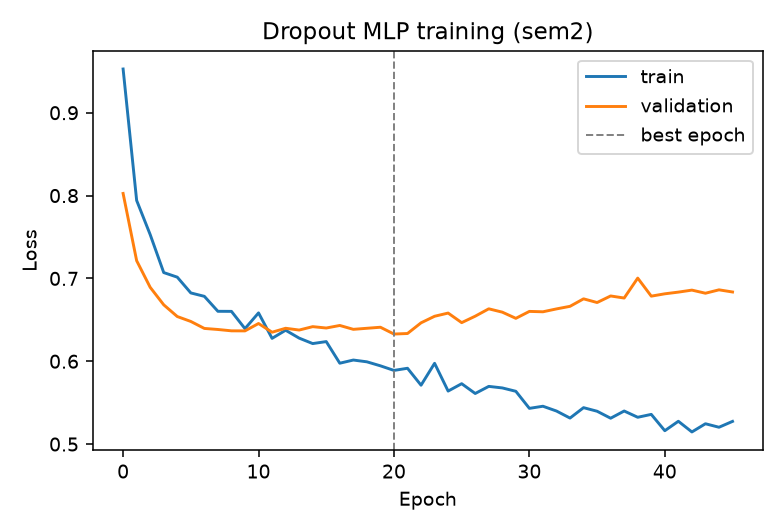 Dropout MLP training (sem2)
train
validation
best epoch
Loss
0.9
0.8
0.7
0.6
0.5
0
10
20
30
40
Epoch